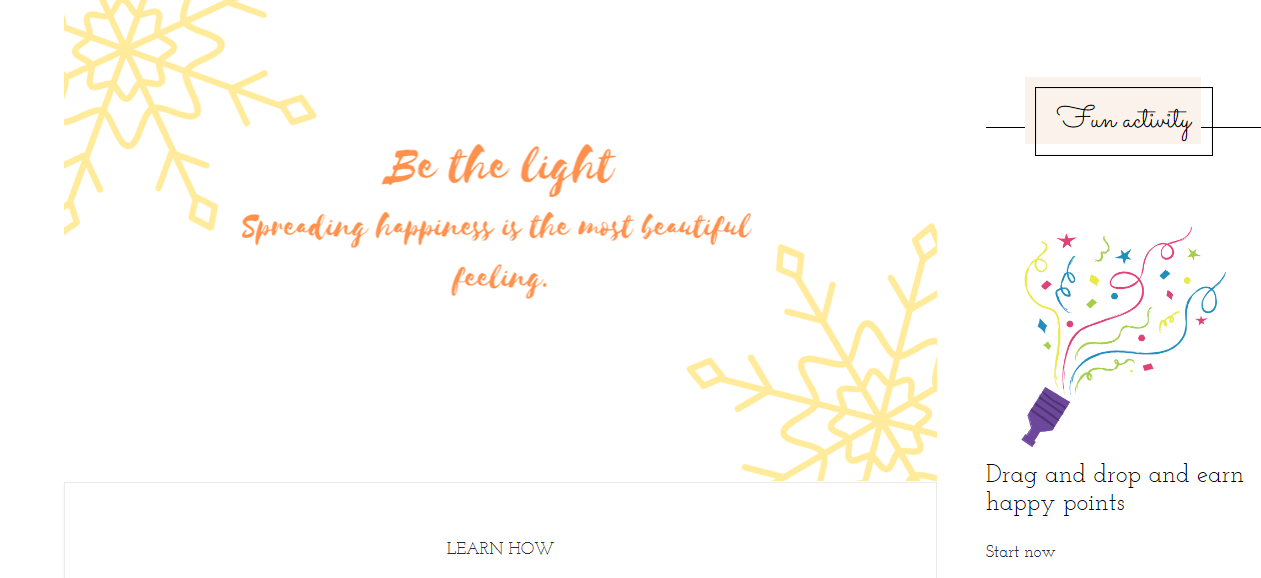 Be the light
Spreading happiness is the most beautiful
feeling.
LEARN HOW
Fun activity
Drag and drop and earn
happy points
Start now